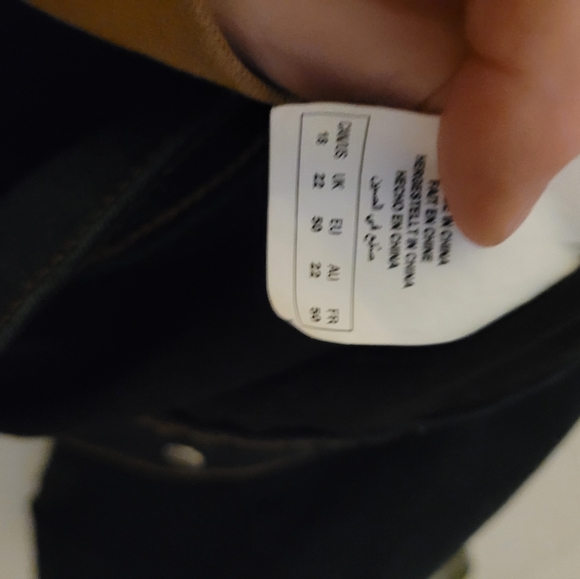 IN CHINA
FAIT EN CHINE
HERGESTELLT IN CHINA
HECHO EN CHINA
صنع في الصين
CAN/US UK EU AU FR
18 22 50 22 50